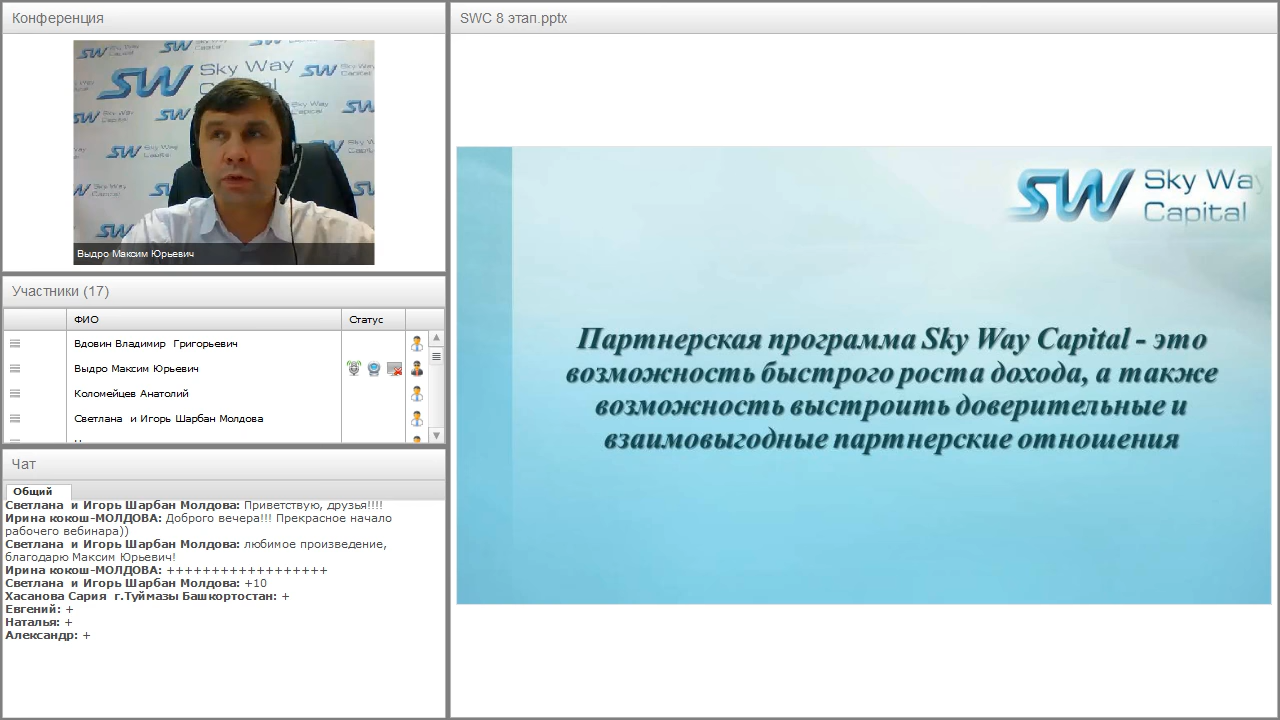 Конференция
SW Sky Way Capital
Выдро Максим Юрьевич
Участники (17)
ФИО Статус
Вдовин Владимир Григорьевич
Выдро Максим Юрьевич
Коломейцев Анатолий
Светлана и Игорь Шарбан Молдова
Чат
Общий
Светлана и Игорь Шарбан Молдова: Приветствую, друзья!!!!
Ирина кокош-МОЛДОВА: Доброго вечера!!! Прекрасное начало
рабочего вебинара))
Светлана и Игорь Шарбан Молдова: любимое произведение,
благодарю Максим Юрьевич!
Ирина кокош-МОЛДОВА: ++++++++++++++++++
Светлана и Игорь Шарбан Молдова: +10
Хасанова Сария г.Туймазы Башкортостан: +
Евгений: +
Наталья: +
Александр: +
SWC 8 этап.pptx
SW Sky Way
Capital
Партнерская программа Sky Way Capital - это
возможность быстрого роста дохода, а также
возможность выстроить доверительные и
взаимовыгодные партнерские отношения